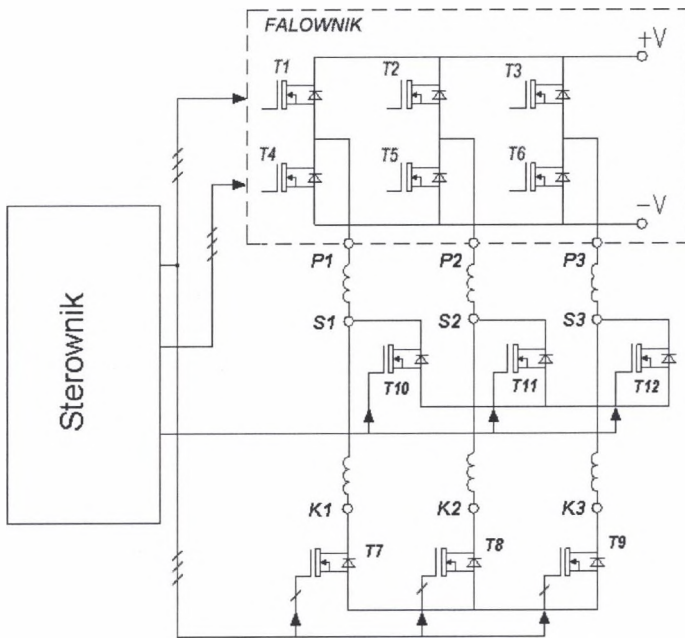 FALOWNIK
+V
T1
T2
T3
T4
T5
T6
-V
P1
P2
P3
S1
S2
S3
T10
T11
T12
Sterownik
K1
K2
K3
T7
T8
T9